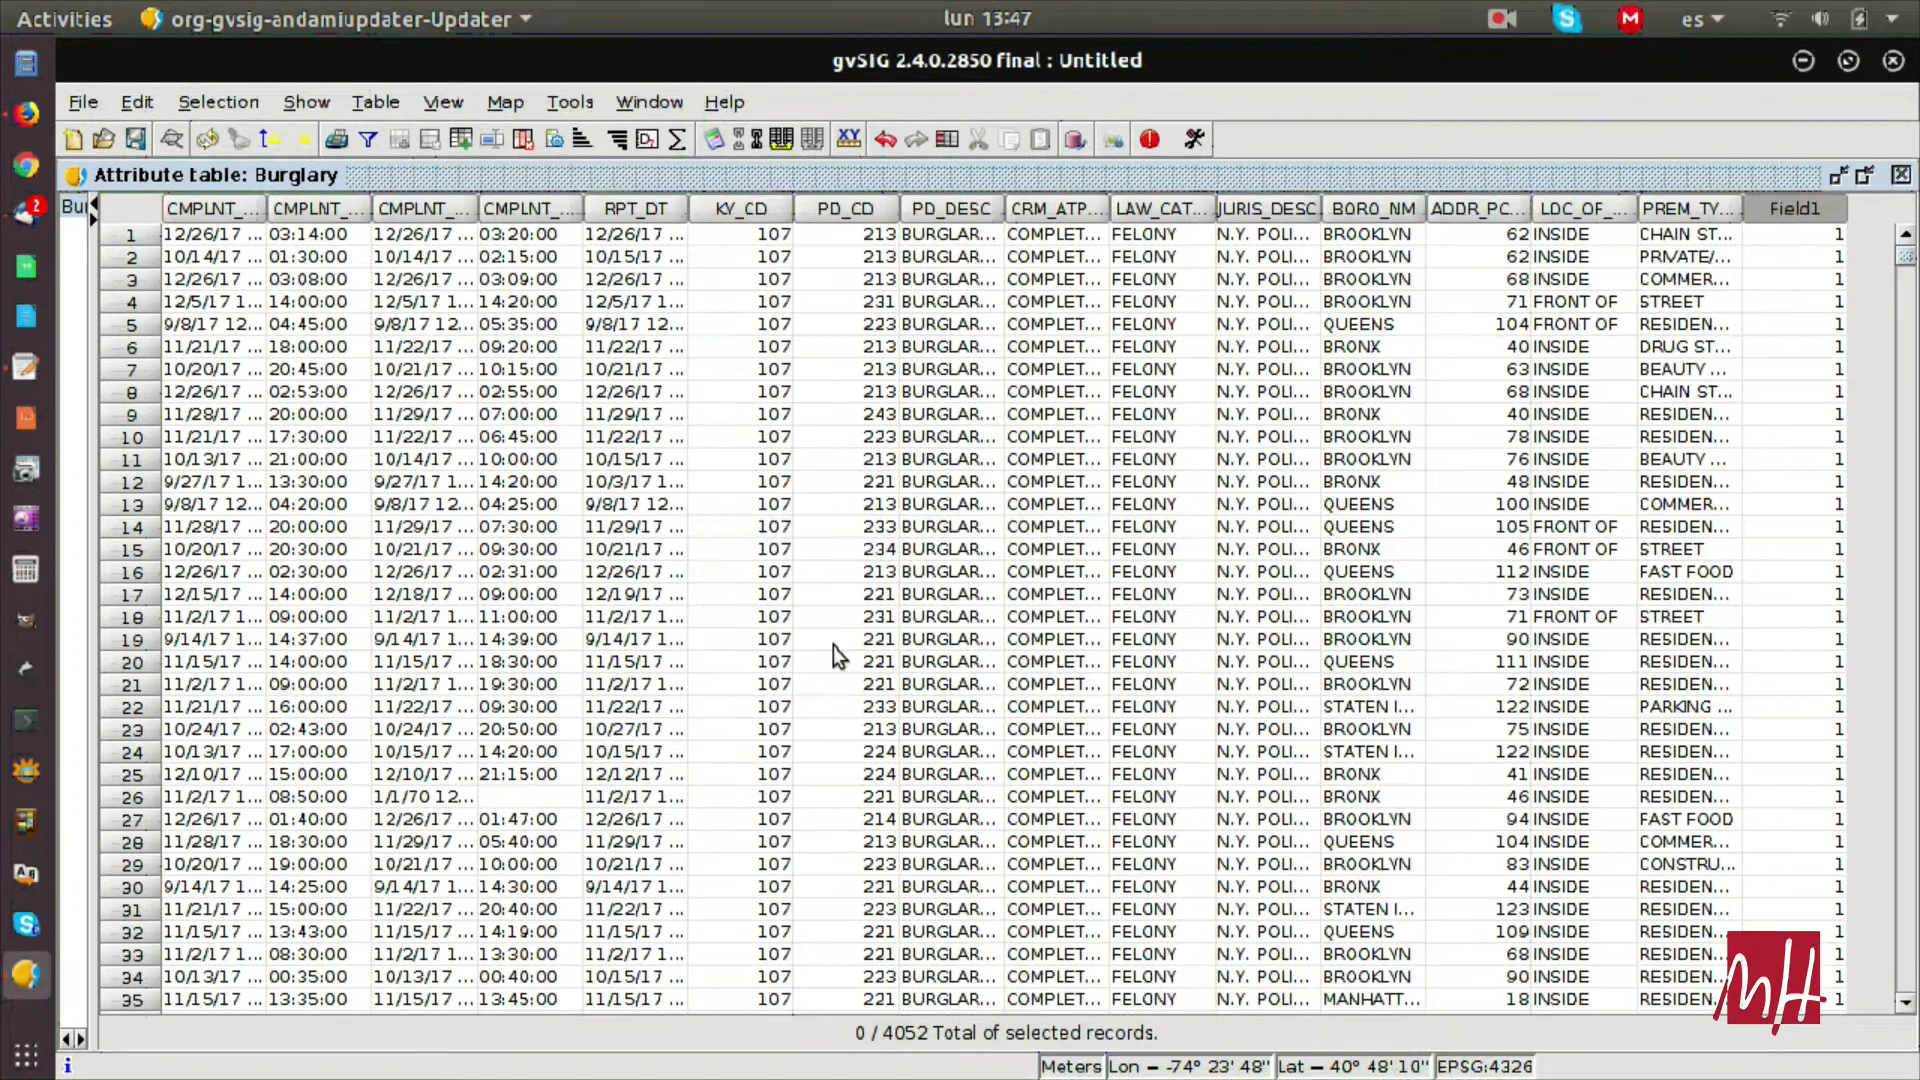 Activities org-gvsig-andamiupdater-Updater lun 13:47 es
gvSIG 2.4.0.2850 final : Untitled
File Edit Selection Show Table View Map Tools Window Help
Attribute table: Burglary
CMPLNT_... CMPLNT_... CMPLNT_... CMPLNT_... RPT_DT KY_CD PD_CD PD_DESC CRM_ATP... LAW_CAT... JURIS_DESC BORO_NM ADDR_PC... LOC_OF_... PREM_TY... Field1
1 12/26/17 ... 03:14:00 12/26/17 ... 03:20:00 12/26/17 ... 107 213 BURGLAR... COMPLET... FELONY N.Y. POLI... BROOKLYN 62 INSIDE CHAIN ST... 1
2 10/14/17 ... 01:30:00 10/14/17 ... 02:15:00 10/15/17 ... 107 213 BURGLAR... COMPLET... FELONY N.Y. POLI... BROOKLYN 62 INSIDE PRIVATE/... 1
3 12/26/17 ... 03:08:00 12/26/17 ... 03:09:00 12/26/17 ... 107 213 BURGLAR... COMPLET... FELONY N.Y. POLI... BROOKLYN 68 INSIDE COMMER... 1
4 12/5/17 1... 14:00:00 12/5/17 1... 14:20:00 12/5/17 1... 107 231 BURGLAR... COMPLET... FELONY N.Y. POLI... BROOKLYN 71 FRONT OF STREET 1
5 9/8/17 12... 04:45:00 9/8/17 12... 05:35:00 9/8/17 12... 107 223 BURGLAR... COMPLET... FELONY N.Y. POLI... QUEENS 104 FRONT OF RESIDEN... 1
6 11/21/17 ... 18:00:00 11/22/17 ... 09:20:00 11/22/17 ... 107 213 BURGLAR... COMPLET... FELONY N.Y. POLI... BRONX 40 INSIDE DRUG ST... 1
7 10/20/17 ... 20:45:00 10/21/17 ... 10:15:00 10/21/17 ... 107 213 BURGLAR... COMPLET... FELONY N.Y. POLI... BROOKLYN 63 INSIDE BEAUTY ... 1
8 12/26/17 ... 02:53:00 12/26/17 ... 02:55:00 12/26/17 ... 107 213 BURGLAR... COMPLET... FELONY N.Y. POLI... BROOKLYN 68 INSIDE CHAIN ST... 1
9 11/28/17 ... 20:00:00 11/29/17 ... 07:00:00 11/29/17 ... 107 243 BURGLAR... COMPLET... FELONY N.Y. POLI... BRONX 40 INSIDE RESIDEN... 1
10 11/21/17 ... 17:30:00 11/22/17 ... 06:45:00 11/22/17 ... 107 223 BURGLAR... COMPLET... FELONY N.Y. POLI... BROOKLYN 78 INSIDE RESIDEN... 1
11 10/13/17 ... 21:00:00 10/14/17 ... 10:00:00 10/15/17 ... 107 213 BURGLAR... COMPLET... FELONY N.Y. POLI... BROOKLYN 76 INSIDE BEAUTY ... 1
12 9/27/17 1... 13:30:00 9/27/17 1... 14:20:00 10/3/17 1... 107 221 BURGLAR... COMPLET... FELONY N.Y. POLI... BRONX 48 INSIDE RESIDEN... 1
13 9/8/17 12... 04:20:00 9/8/17 12... 04:25:00 9/8/17 12... 107 213 BURGLAR... COMPLET... FELONY N.Y. POLI... QUEENS 100 INSIDE COMMER... 1
14 11/28/17 ... 20:00:00 11/29/17 ... 07:30:00 11/29/17 ... 107 233 BURGLAR... COMPLET... FELONY N.Y. POLI... QUEENS 105 FRONT OF RESIDEN... 1
15 10/20/17 ... 20:30:00 10/21/17 ... 09:30:00 10/21/17 ... 107 234 BURGLAR... COMPLET... FELONY N.Y. POLI... BRONX 46 FRONT OF STREET 1
16 12/26/17 ... 02:30:00 12/26/17 ... 02:31:00 12/26/17 ... 107 213 BURGLAR... COMPLET... FELONY N.Y. POLI... QUEENS 112 INSIDE FAST FOOD 1
17 12/15/17 ... 14:00:00 12/18/17 ... 09:00:00 12/19/17 ... 107 221 BURGLAR... COMPLET... FELONY N.Y. POLI... BROOKLYN 73 INSIDE RESIDEN... 1
18 11/2/17 1... 09:00:00 11/2/17 1... 11:00:00 11/2/17 1... 107 231 BURGLAR... COMPLET... FELONY N.Y. POLI... BROOKLYN 71 FRONT OF STREET 1
19 9/14/17 1... 14:37:00 9/14/17 1... 14:39:00 9/14/17 1... 107 221 BURGLAR... COMPLET... FELONY N.Y. POLI... BROOKLYN 90 INSIDE RESIDEN... 1
20 11/15/17 ... 14:00:00 11/15/17 ... 18:30:00 11/15/17 ... 107 221 BURGLAR... COMPLET... FELONY N.Y. POLI... QUEENS 111 INSIDE RESIDEN... 1
21 11/2/17 1... 09:00:00 11/2/17 1... 19:30:00 11/2/17 1... 107 221 BURGLAR... COMPLET... FELONY N.Y. POLI... BROOKLYN 72 INSIDE RESIDEN... 1
22 11/21/17 ... 16:00:00 11/22/17 ... 09:30:00 11/22/17 ... 107 233 BURGLAR... COMPLET... FELONY N.Y. POLI... STATEN I... 122 INSIDE PARKING ... 1
23 10/24/17 ... 02:43:00 10/24/17 ... 20:50:00 10/27/17 ... 107 213 BURGLAR... COMPLET... FELONY N.Y. POLI... BROOKLYN 75 INSIDE RESIDEN... 1
24 10/13/17 ... 17:00:00 10/15/17 ... 14:20:00 10/15/17 ... 107 224 BURGLAR... COMPLET... FELONY N.Y. POLI... STATEN I... 122 INSIDE RESIDEN... 1
25 12/10/17 ... 15:00:00 12/10/17 ... 21:15:00 12/12/17 ... 107 224 BURGLAR... COMPLET... FELONY N.Y. POLI... BRONX 41 INSIDE RESIDEN... 1
26 11/2/17 1... 08:50:00 1/1/70 12... 11/2/17 1... 107 221 BURGLAR... COMPLET... FELONY N.Y. POLI... BRONX 46 INSIDE RESIDEN... 1
27 12/26/17 ... 01:40:00 12/26/17 ... 01:47:00 12/26/17 ... 107 214 BURGLAR... COMPLET... FELONY N.Y. POLI... BROOKLYN 94 INSIDE FAST FOOD 1
28 11/28/17 ... 18:30:00 11/29/17 ... 05:40:00 11/29/17 ... 107 213 BURGLAR... COMPLET... FELONY N.Y. POLI... QUEENS 104 INSIDE COMMER... 1
29 10/20/17 ... 19:00:00 10/21/17 ... 10:00:00 10/21/17 ... 107 213 BURGLAR... COMPLET... FELONY N.Y. POLI... BROOKLYN 83 INSIDE CONSTRU... 1
30 9/14/17 1... 14:25:00 9/14/17 1... 14:30:00 9/14/17 1... 107 221 BURGLAR... COMPLET... FELONY N.Y. POLI... BRONX 44 INSIDE RESIDEN... 1
31 11/21/17 ... 15:00:00 11/22/17 ... 20:40:00 11/22/17 ... 107 223 BURGLAR... COMPLET... FELONY N.Y. POLI... STATEN I... 123 INSIDE RESIDEN... 1
32 11/15/17 ... 13:43:00 11/15/17 ... 14:19:00 11/15/17 ... 107 221 BURGLAR... COMPLET... FELONY N.Y. POLI... QUEENS 109 INSIDE RESIDEN... 1
33 11/2/17 1... 08:30:00 11/2/17 1... 13:30:00 11/2/17 1... 107 221 BURGLAR... COMPLET... FELONY N.Y. POLI... BROOKLYN 68 INSIDE RESIDEN... 1
34 10/13/17 ... 00:35:00 10/13/17 ... 00:40:00 10/15/17 ... 107 223 BURGLAR... COMPLET... FELONY N.Y. POLI... BROOKLYN 90 INSIDE RESIDEN...
35 11/15/17 ... 13:35:00 11/15/17 ... 13:45:00 11/15/17 ... 107 221 BURGLAR... COMPLET... FELONY N.Y. POLI... MANHATT... 18 INSIDE RESIDEN... 1
0 / 4052 Total of selected records.
Meters Lon = -74° 23' 48" Lat = 40° 48' 10" EPSG:4326